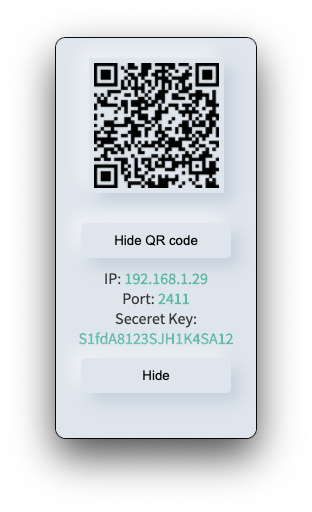 Hide QR code
IP: 192.168.1.29
Port: 2411
Seceret Key:
S1fdA8123SJH1K4SA12
Hide